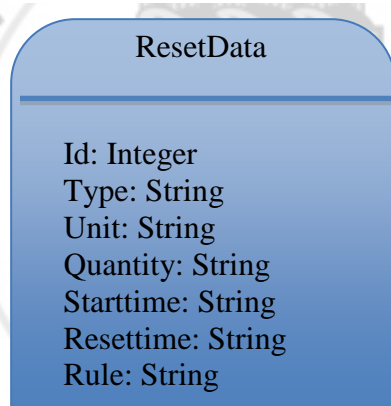 ResetData
Id: Integer
Type: String
Unit: String
Quantity: String
Starttime: String
Resettime: String
Rule: String